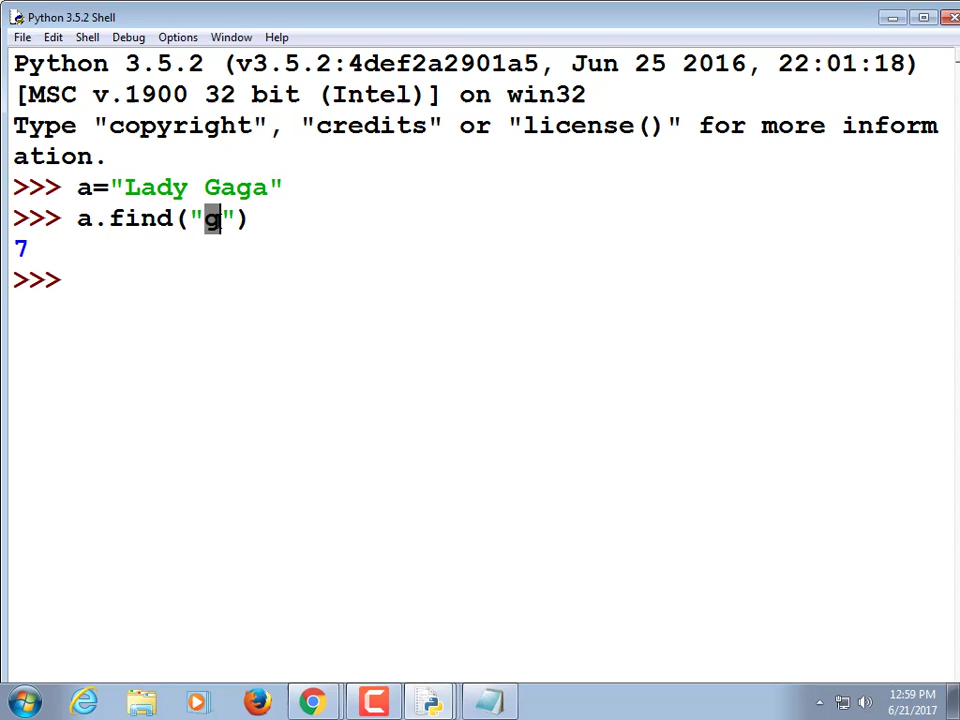 Python 3.5.2 Shell
File Edit Shell Debug Options Window Help
Python 3.5.2 (v3.5.2:4def2a2901a5, Jun 25 2016, 22:01:18)
[MSC v.1900 32 bit (Intel)] on win32
Type "copyright", "credits" or "license()" for more inform
ation.
>>> a="Lady Gaga"
>>> a.find("g")
7
>>>
12:59 PM
6/21/2017